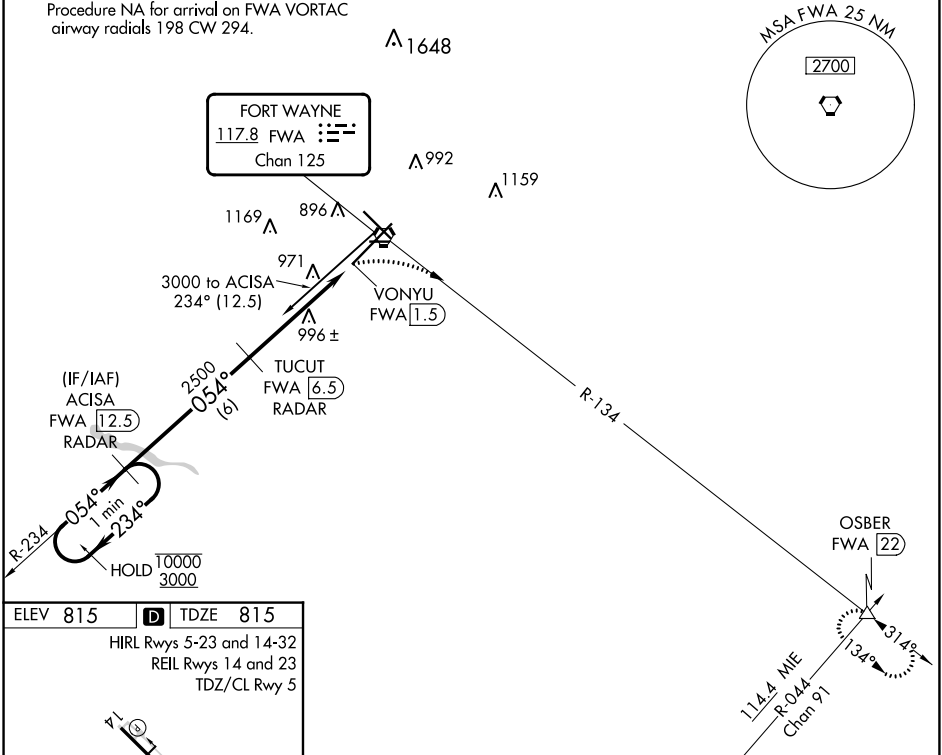 Procedure NA for arrival on FWA VORTAC
airway radials 198 CW 294.
1648
MSA FWA 25 NM
2700
FORT WAYNE
117.8 FWA
Chan 125
992
1159
1169
896
971
3000 to ACISA
234° (12.5)
VONYU
FWA 1.5
996 ±
TUCUT
FWA 6.5
RADAR
2500
054°
(6)
(IF/IAF)
ACISA
FWA 12.5
RADAR
R-134
054°
1 min
234°
R-234
HOLD 10000
3000
OSBER
FWA 22
314°
134°
114.4 MIE
R-044
Chan 91
ELEV 815 D TDZE 815
HIRL Rwys 5-23 and 14-32
REIL Rwys 14 and 23
TDZ/CL Rwy 5
14
P